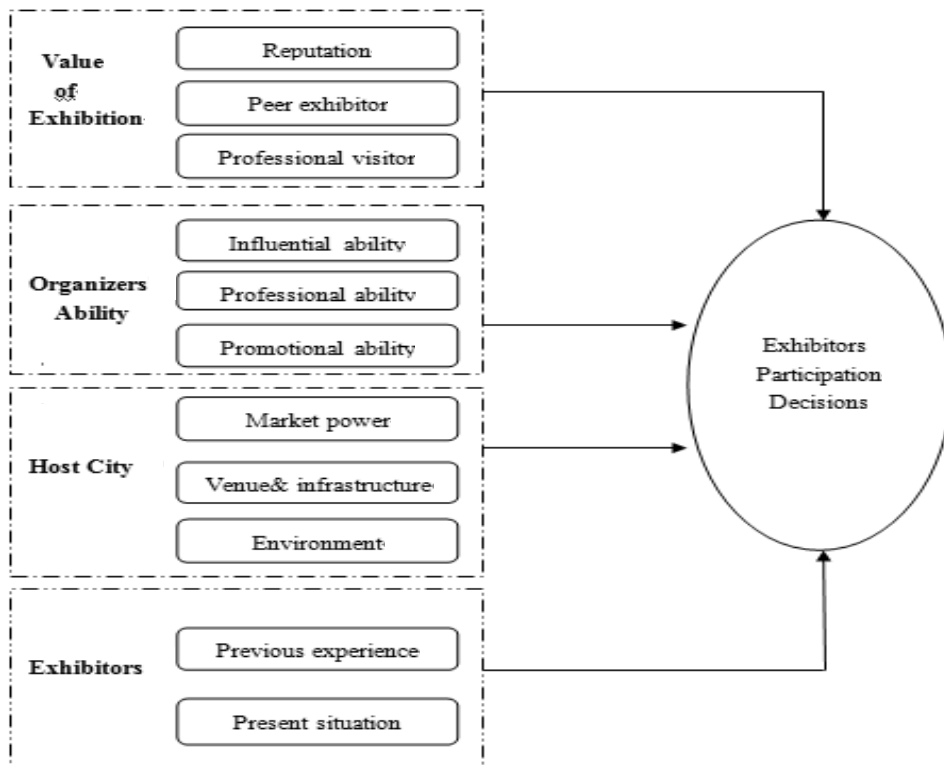 Value
of
Exhibition
Reputation
Peer exhibitor
Professional visitor
Organizers
Ability
Influential ability
Professional ability
Promotional ability
Host City
Market power
Venue& infrastructure
Environment
Exhibitors
Previous experience
Present situation
Exhibitors
Participation
Decisions